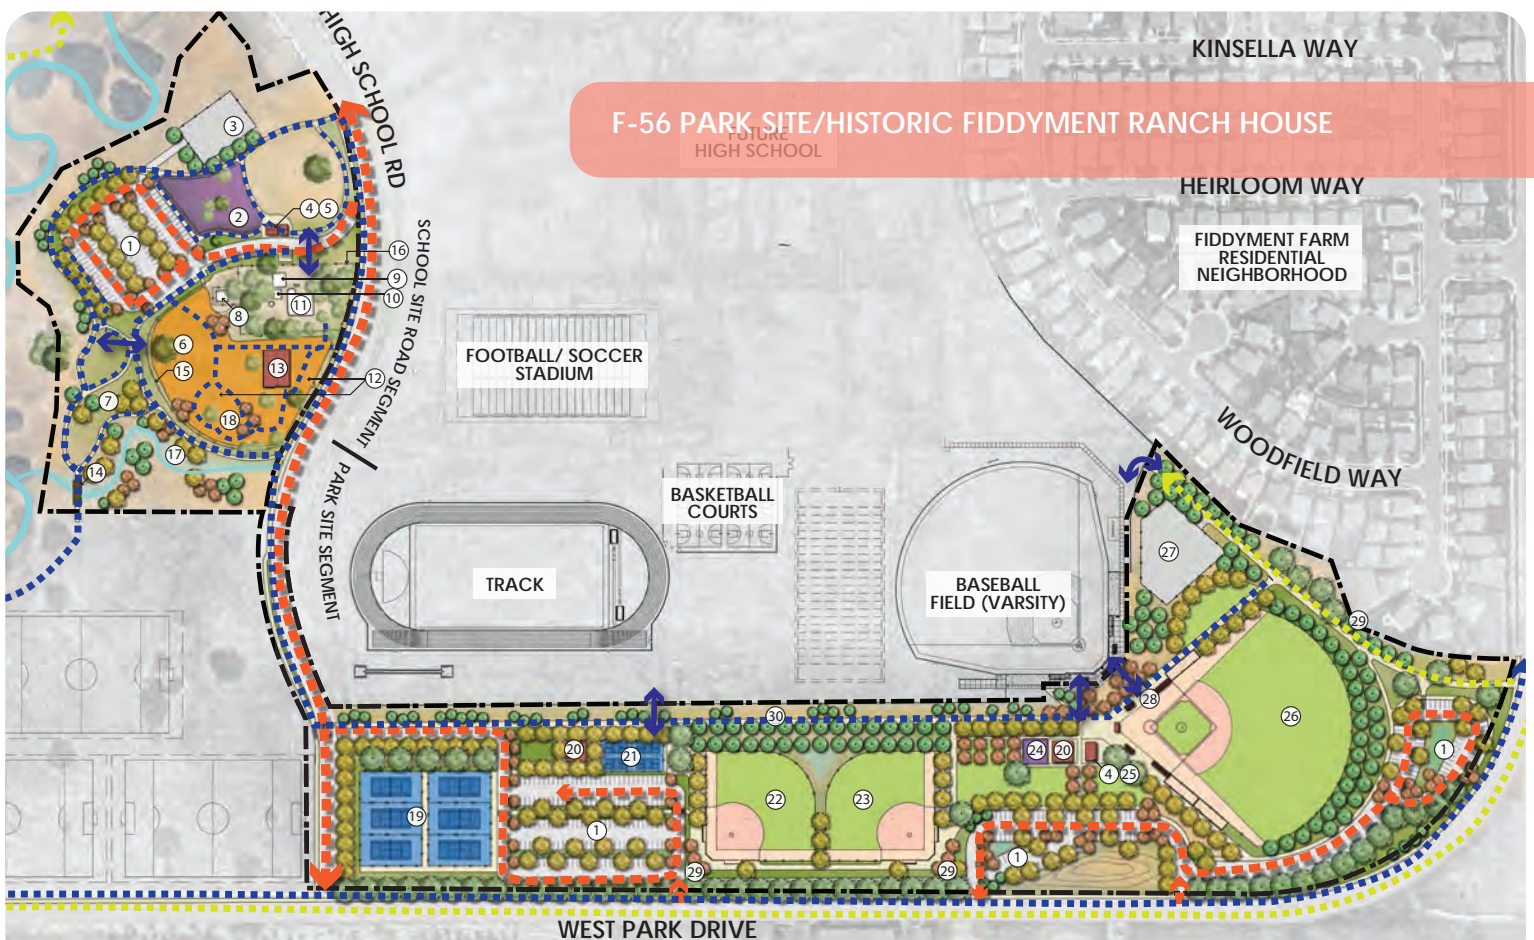 KINSELLA WAY
F-56 PARK SITE/HISTORIC FIDDYMENT RANCH HOUSE
FUTURE
HIGH SCHOOL
HIGH SCHOOL RD
HEIRLOOM WAY
FIDDYMENT FARM
RESIDENTIAL
NEIGHBORHOOD
SCHOOL SITE ROAD SEGMENT
PARK SITE SEGMENT
FOOTBALL/ SOCCER
STADIUM
WOODFIELD WAY
BASKETBALL
COURTS
TRACK
BASEBALL
FIELD (VARSITY)
3
4 5
2
1
16
9
10
11
8
6
13
12
15
7
18
17
14
27
29
28
30
26
20
21
24 20
4 25
1
22
23
19
1
1
29
29
WEST PARK DRIVE